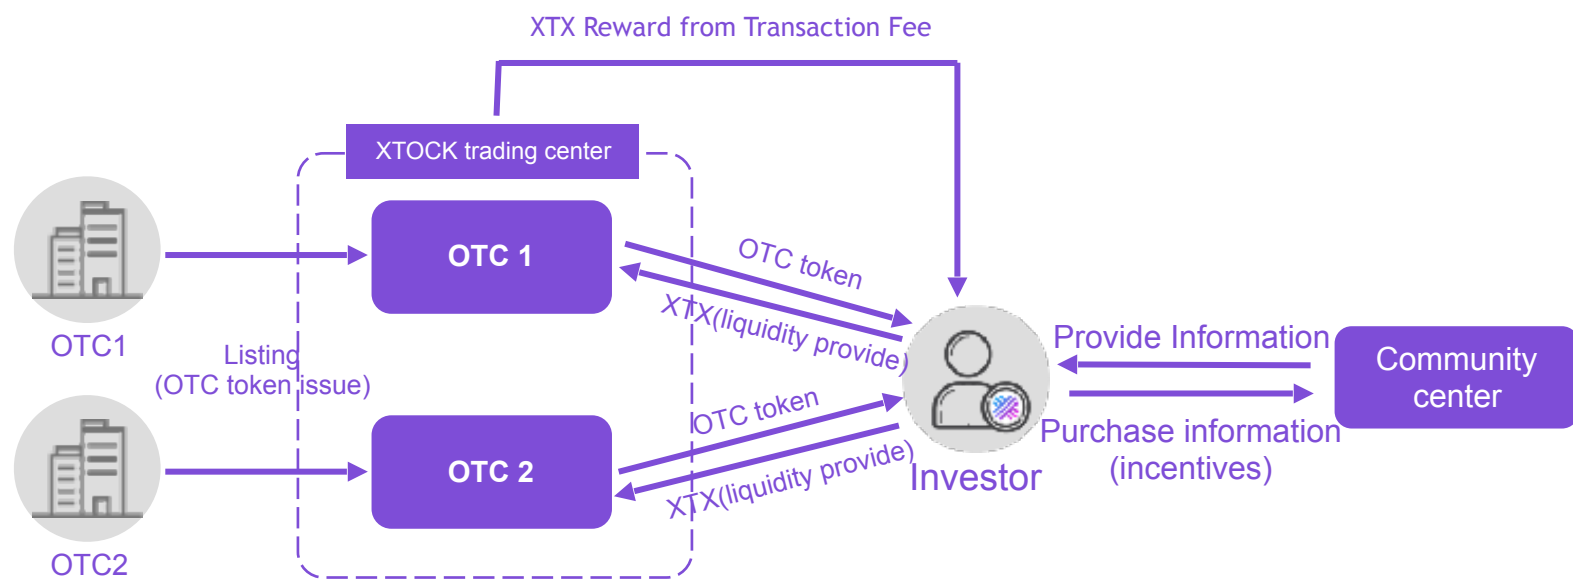 XTX Reward from Transaction Fee
XTOCK trading center
OTC 1
OTC token
XTX(liquidity provide)
OTC1
Listing
(OTC token issue)
OTC 2
OTC token
XTX(liquidity provide)
OTC2
Investor
Provide Information
Purchase information
(incentives)
Community
center